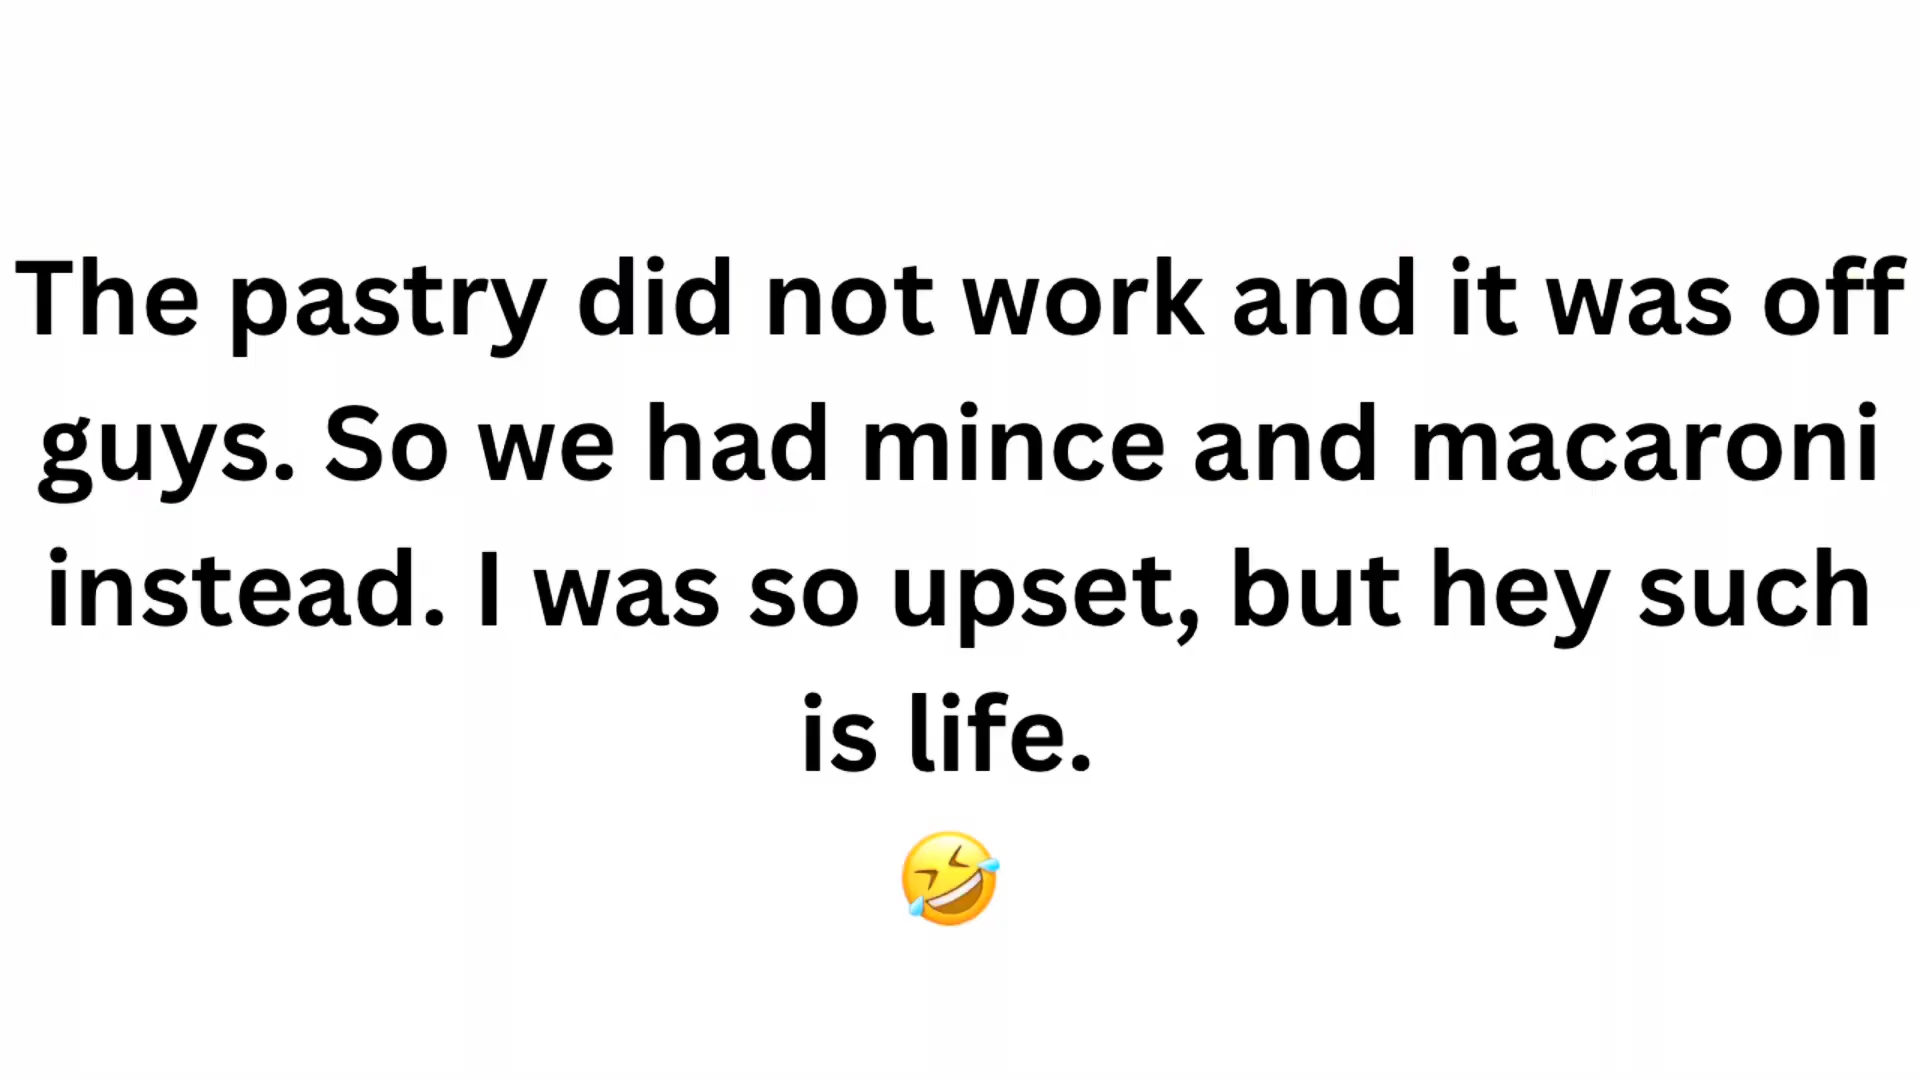 The pastry did not work and it was off
guys. So we had mince and macaroni
instead. I was so upset, but hey such
is life.
🤣